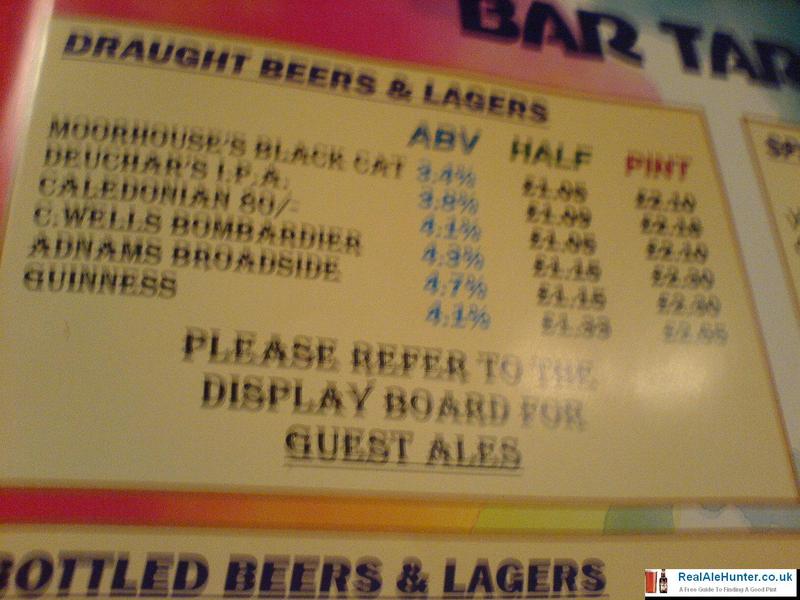 BAR TAR
DRAUGHT BEERS & LAGERS
ABV HALF PINT
MOORHOUSE'S BLACK CAT 3.4% £1.05 £2.10
DEUCHAR'S I.P.A. 3.8% £1.09 £2.18
CALEDONIAN 80/- 4.1% £1.05 £2.10
C.WELLS BOMBARDIER 4.3% £1.15 £2.30
ADNAMS BROADSIDE 4.7% £1.15 £2.30
GUINNESS 4.1% £1.33
PLEASE REFER TO THE
DISPLAY BOARD FOR
GUEST ALES
BOTTLED BEERS & LAGERS
RealAleHunter.co.uk
A Free Guide To Finding A Good Pint